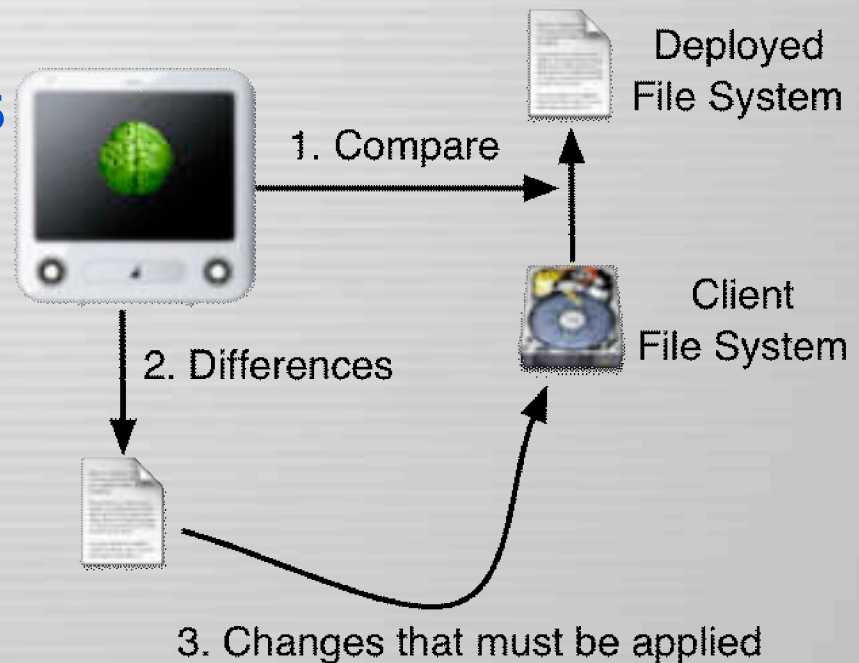 Deployed
File System
1. Compare
Client
File System
2. Differences
3. Changes that must be applied